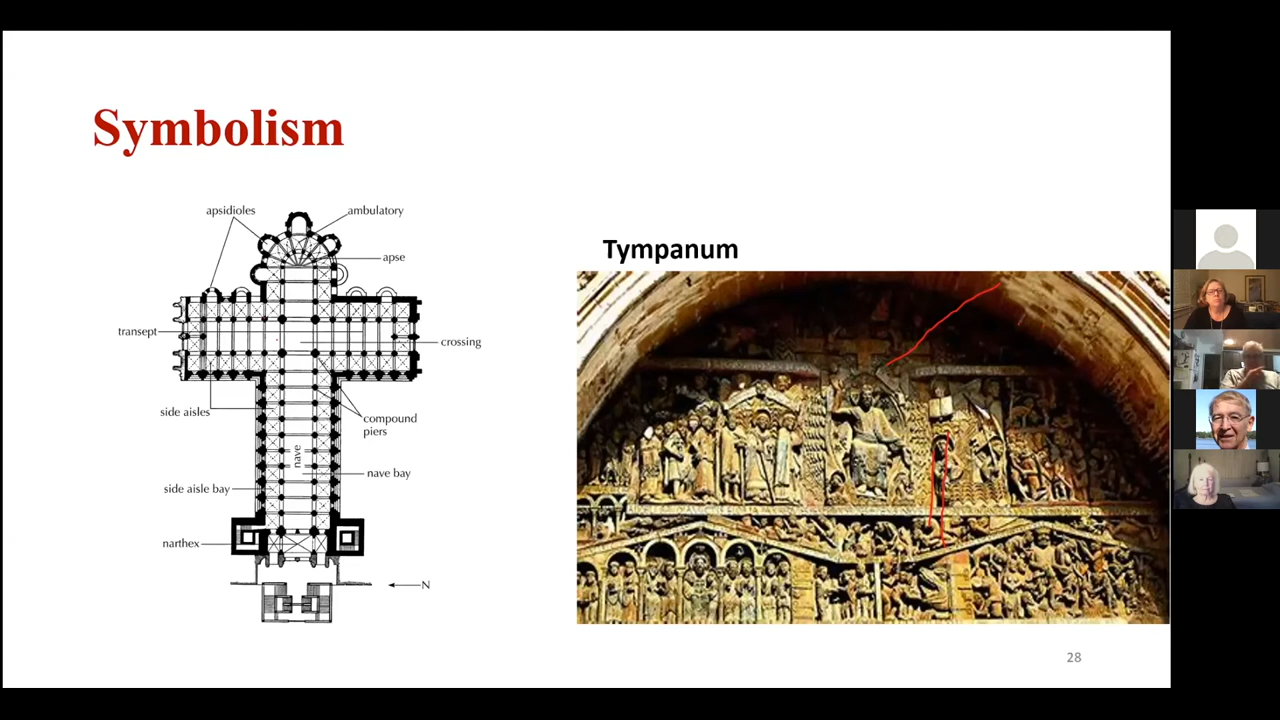 Symbolism
apsidioles
ambulatory
apse
transept
crossing
side aisles
compound
piers
nave
nave bay
side aisle bay
narthex
N
Tympanum
28